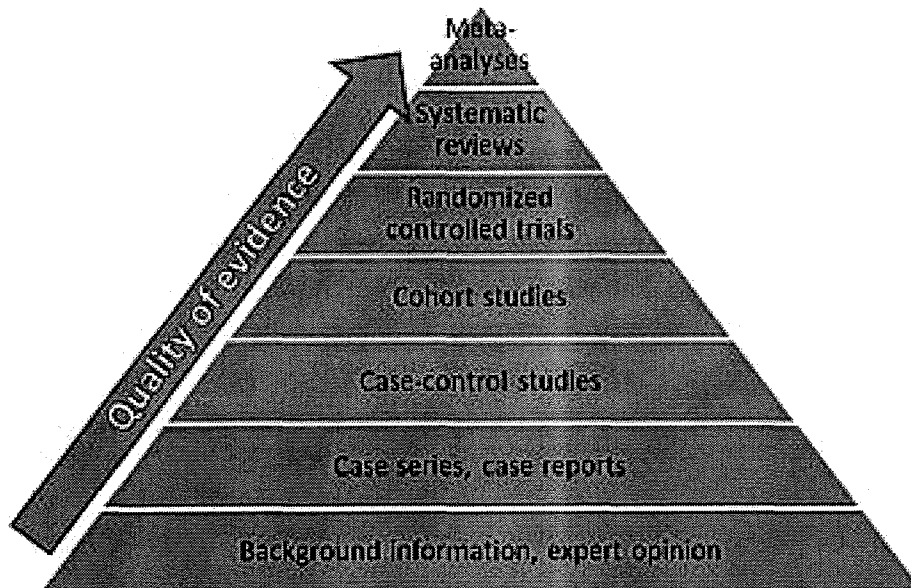 Meta-
analyses
Systematic
reviews
Randomized
controlled trials
Cohort studies
Case-control studies
Case series, case reports
Background information, expert opinion
Quality of evidence